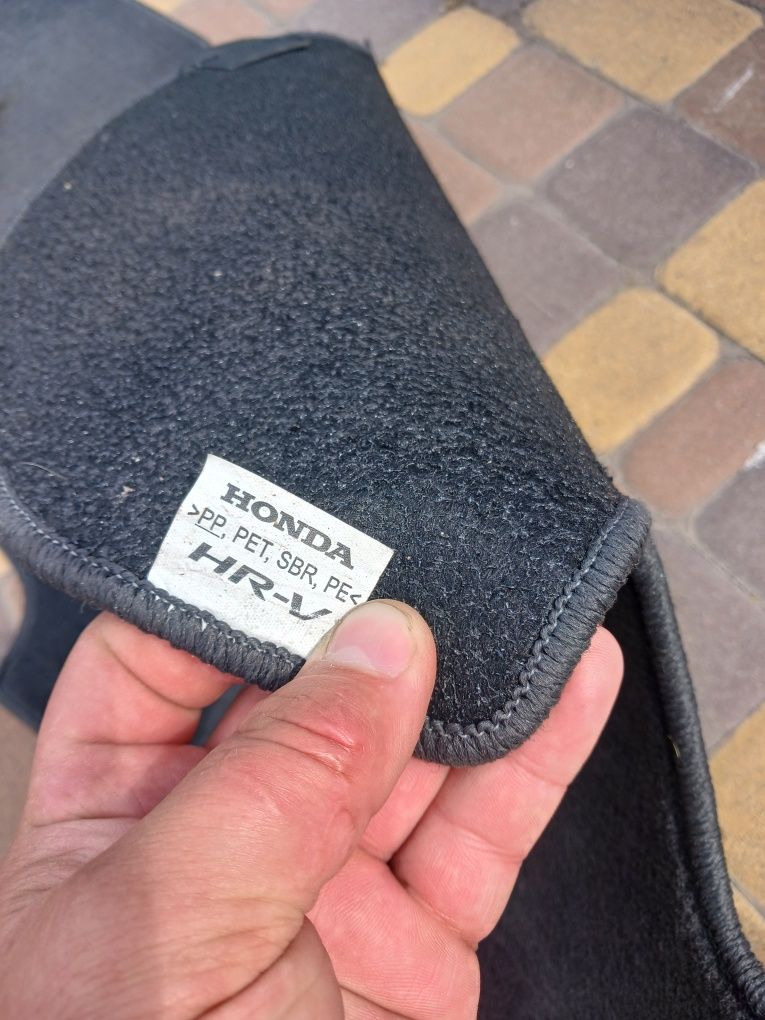 HONDA
>PP, PET, SBR, PE<
HR-V